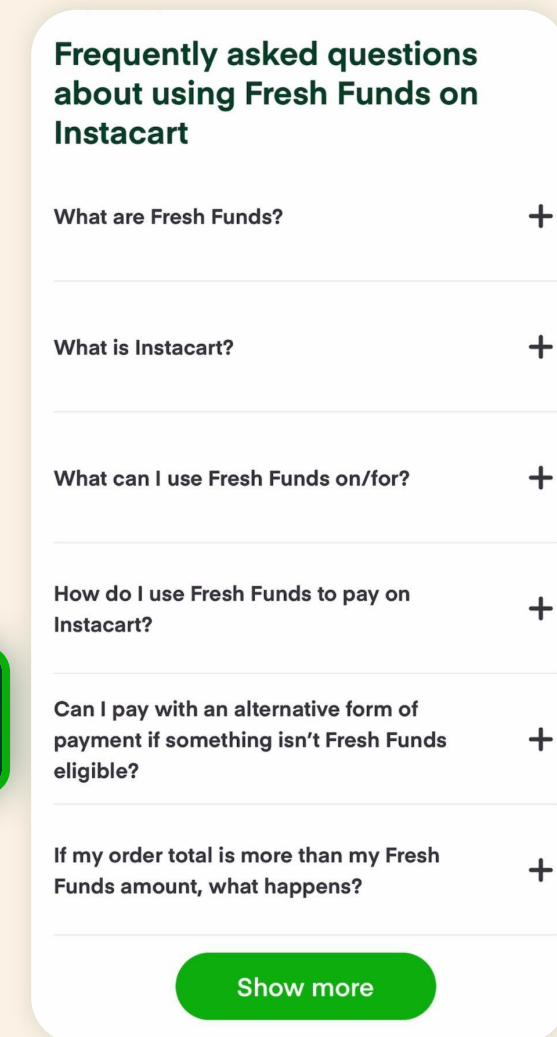 Frequently asked questions
about using Fresh Funds on
Instacart
What are Fresh Funds?
What is Instacart?
What can I use Fresh Funds on/for?
How do I use Fresh Funds to pay on
Instacart?
Can I pay with an alternative form of
payment if something isn’t Fresh Funds
eligible?
If my order total is more than my Fresh
Funds amount, what happens?
Show more